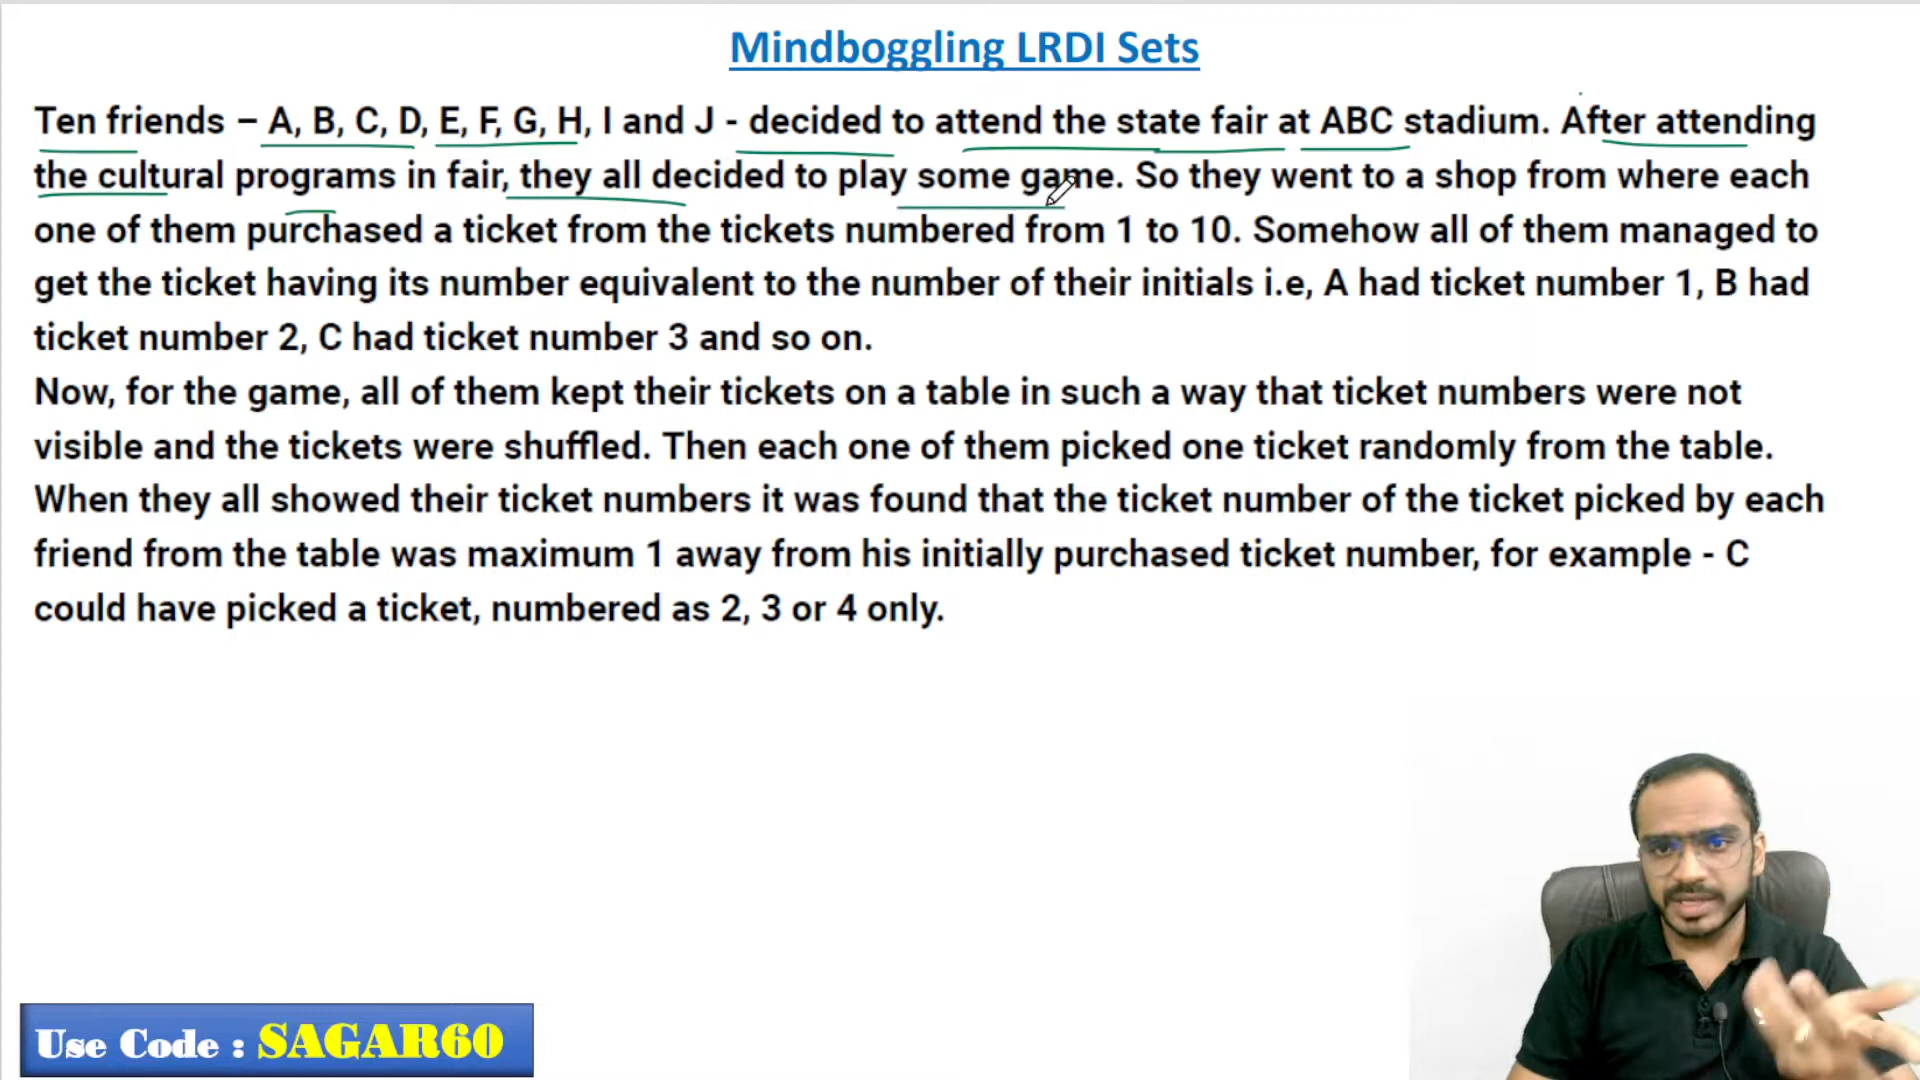 Mindboggling LRDI Sets
Ten friends – A, B, C, D, E, F, G, H, I and J - decided to attend the state fair at ABC stadium. After attending
the cultural programs in fair, they all decided to play some game. So they went to a shop from where each
one of them purchased a ticket from the tickets numbered from 1 to 10. Somehow all of them managed to
get the ticket having its number equivalent to the number of their initials i.e, A had ticket number 1, B had
ticket number 2, C had ticket number 3 and so on.
Now, for the game, all of them kept their tickets on a table in such a way that ticket numbers were not
visible and the tickets were shuffled. Then each one of them picked one ticket randomly from the table.
When they all showed their ticket numbers it was found that the ticket number of the ticket picked by each
friend from the table was maximum 1 away from his initially purchased ticket number, for example - C
could have picked a ticket, numbered as 2, 3 or 4 only.
Use Code : SAGAR60